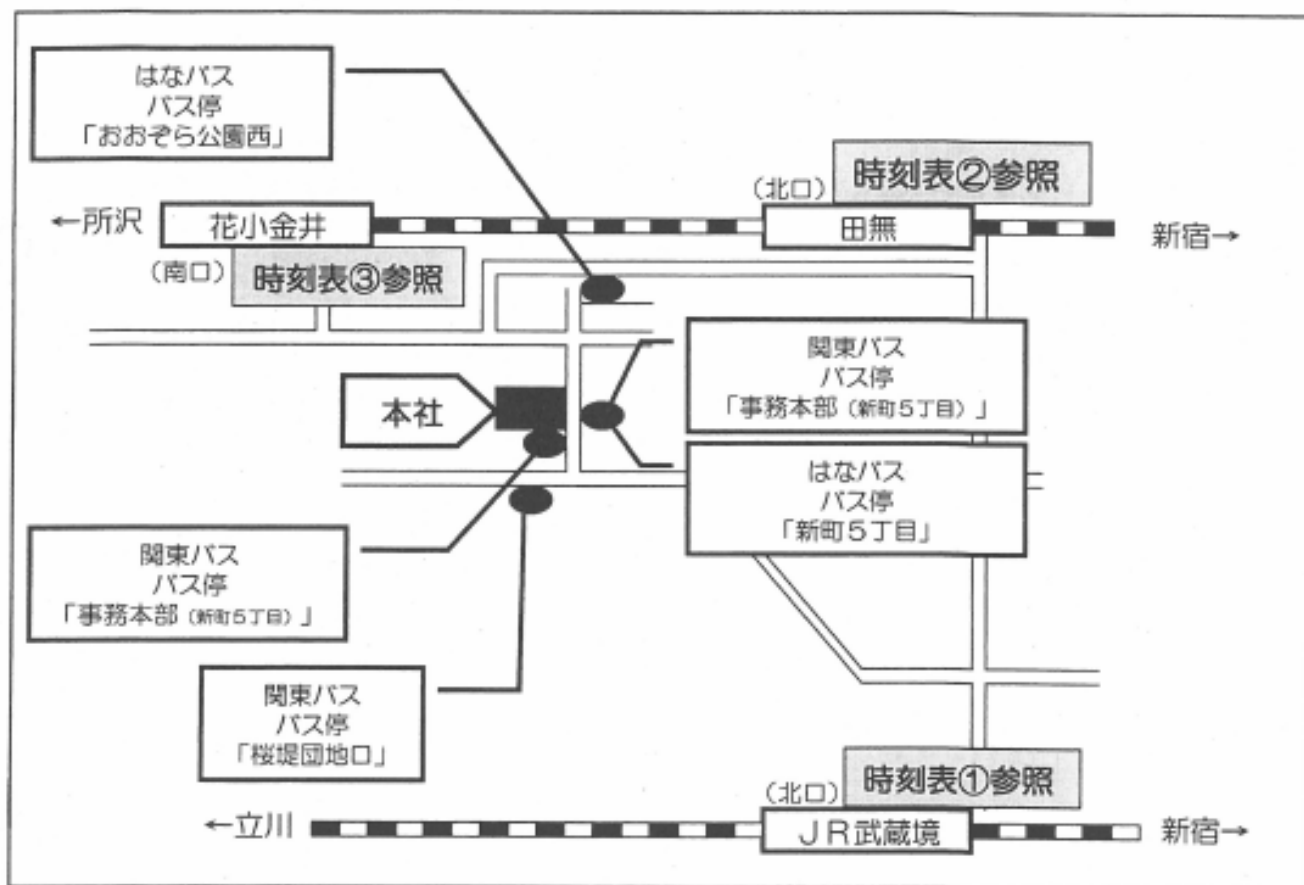 はなバス
バス停
「おおぞら公園西」
時刻表②参照
(北口)
←所沢
花小金井
田無
新宿→
(南口)
時刻表③参照
関東バス
バス停
「事務本部(新町5丁目)」
本社
はなバス
バス停
「新町5丁目」
関東バス
バス停
「事務本部(新町5丁目)」
関東バス
バス停
「桜堤団地口」
時刻表①参照
(北口)
←立川
JR武蔵境
新宿→